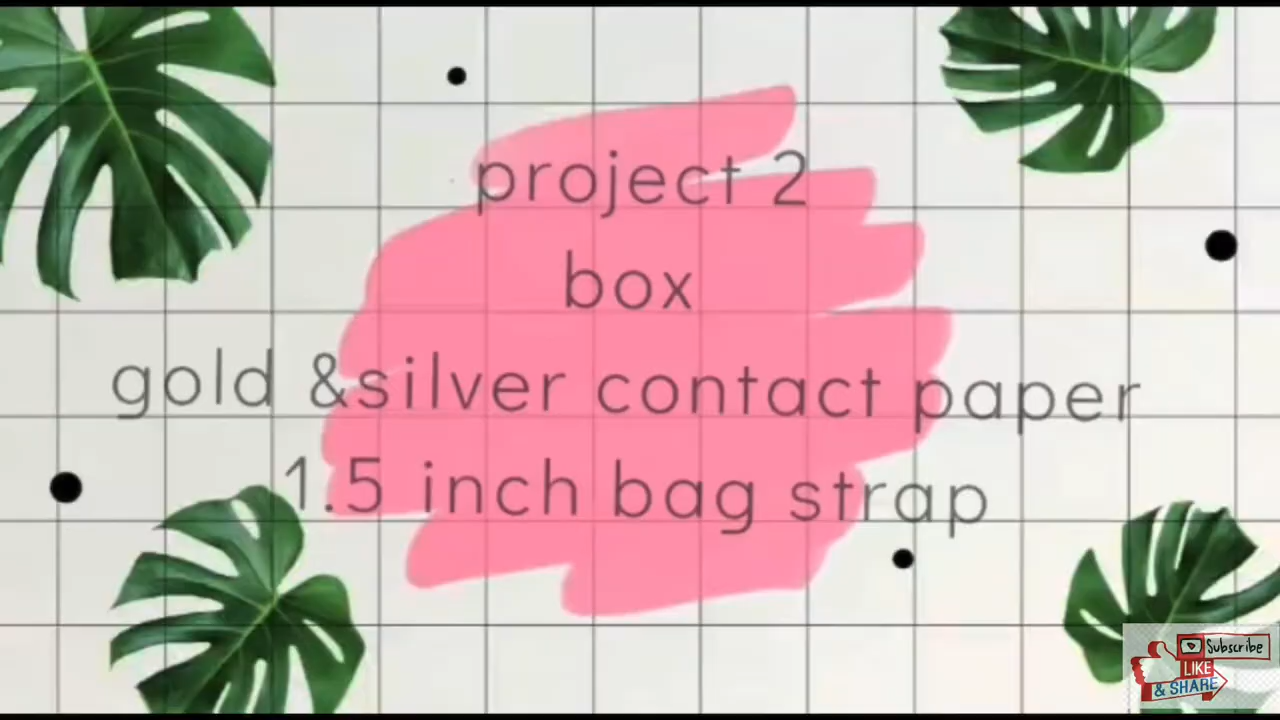 project 2
box
gold &silver contact paper
1.5 inch bag strap
Subscribe
LIKE
& SHARE